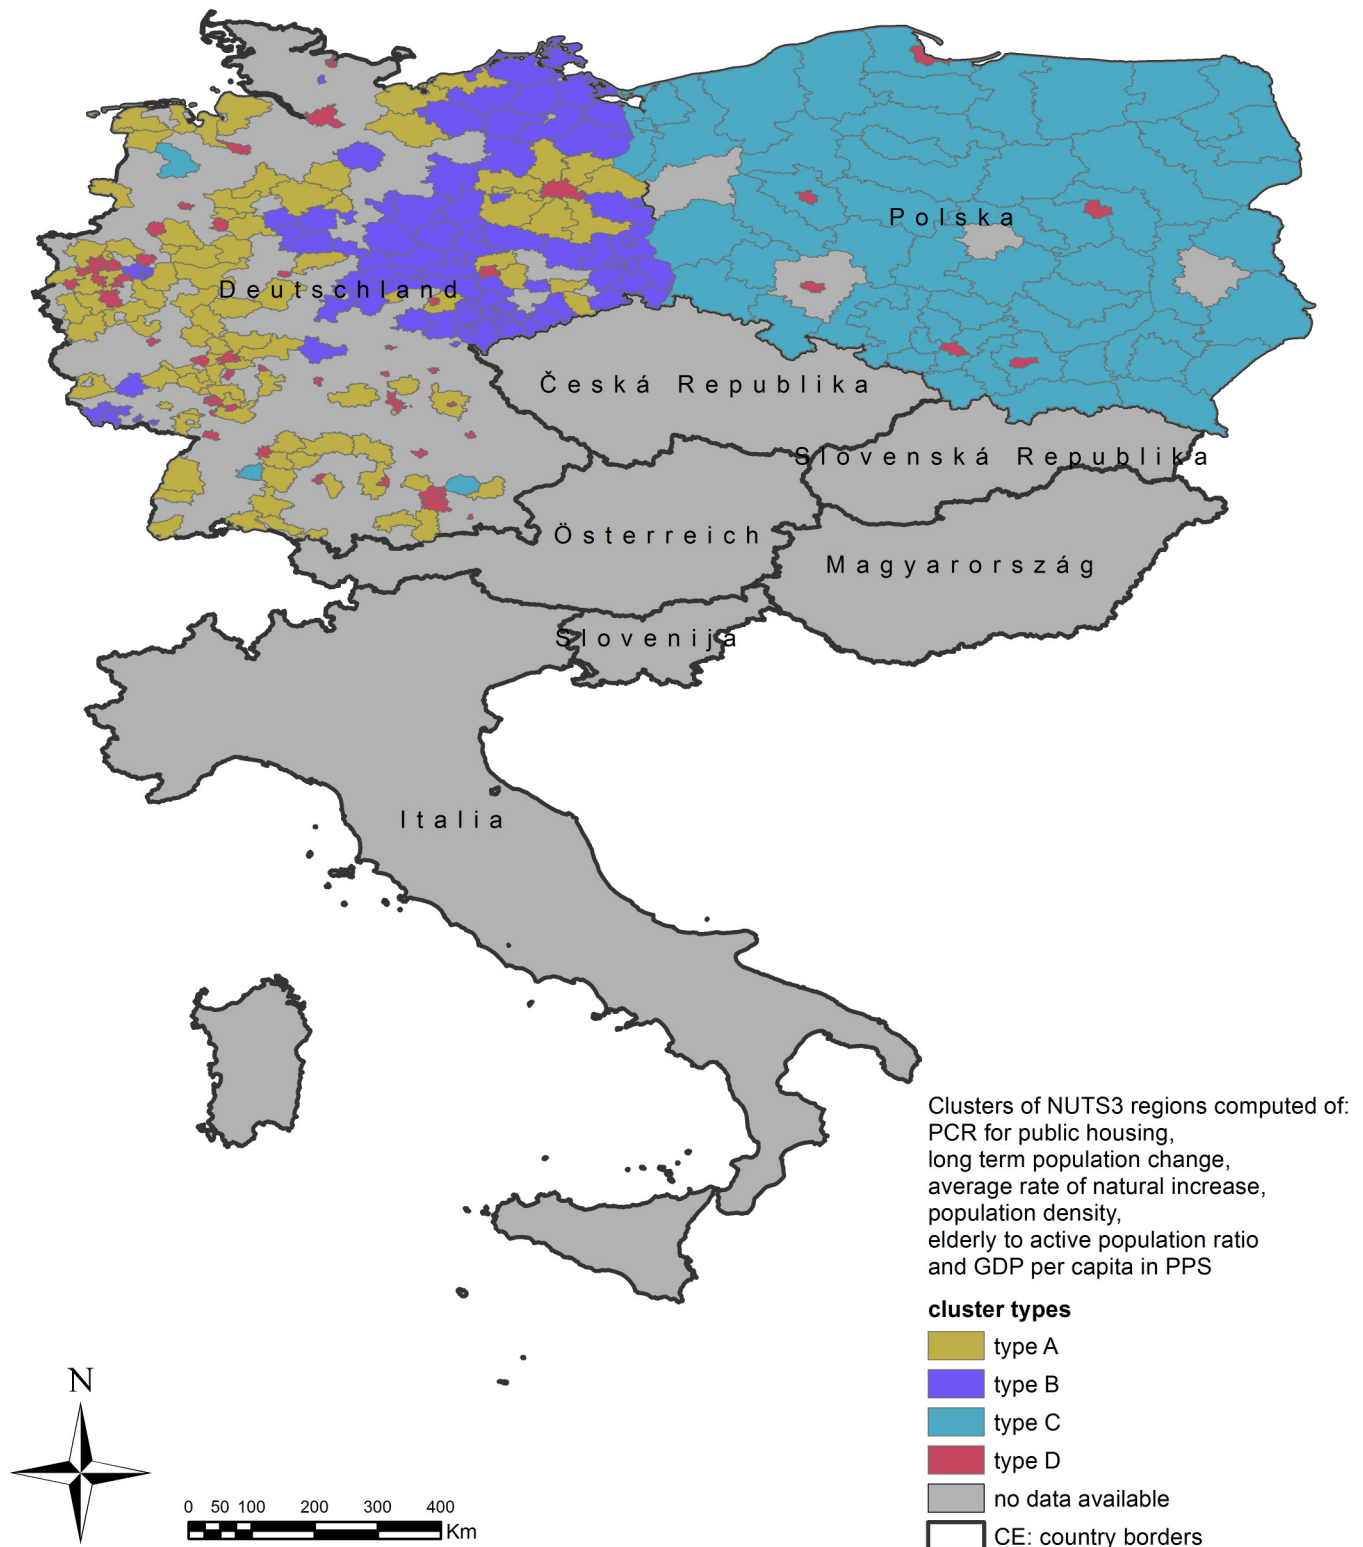 Polska
Deutschland
Česká Republika
Slovenská Republika
Österreich
Magyarország
Slovenija
Italia
Clusters of NUTS3 regions computed of:
PCR for public housing,
long term population change,
average rate of natural increase,
population density,
elderly to active population ratio
and GDP per capita in PPS
cluster types
type A
type B
type C
type D
no data available
CE: country borders
N
0 50 100 200 300 400
Km